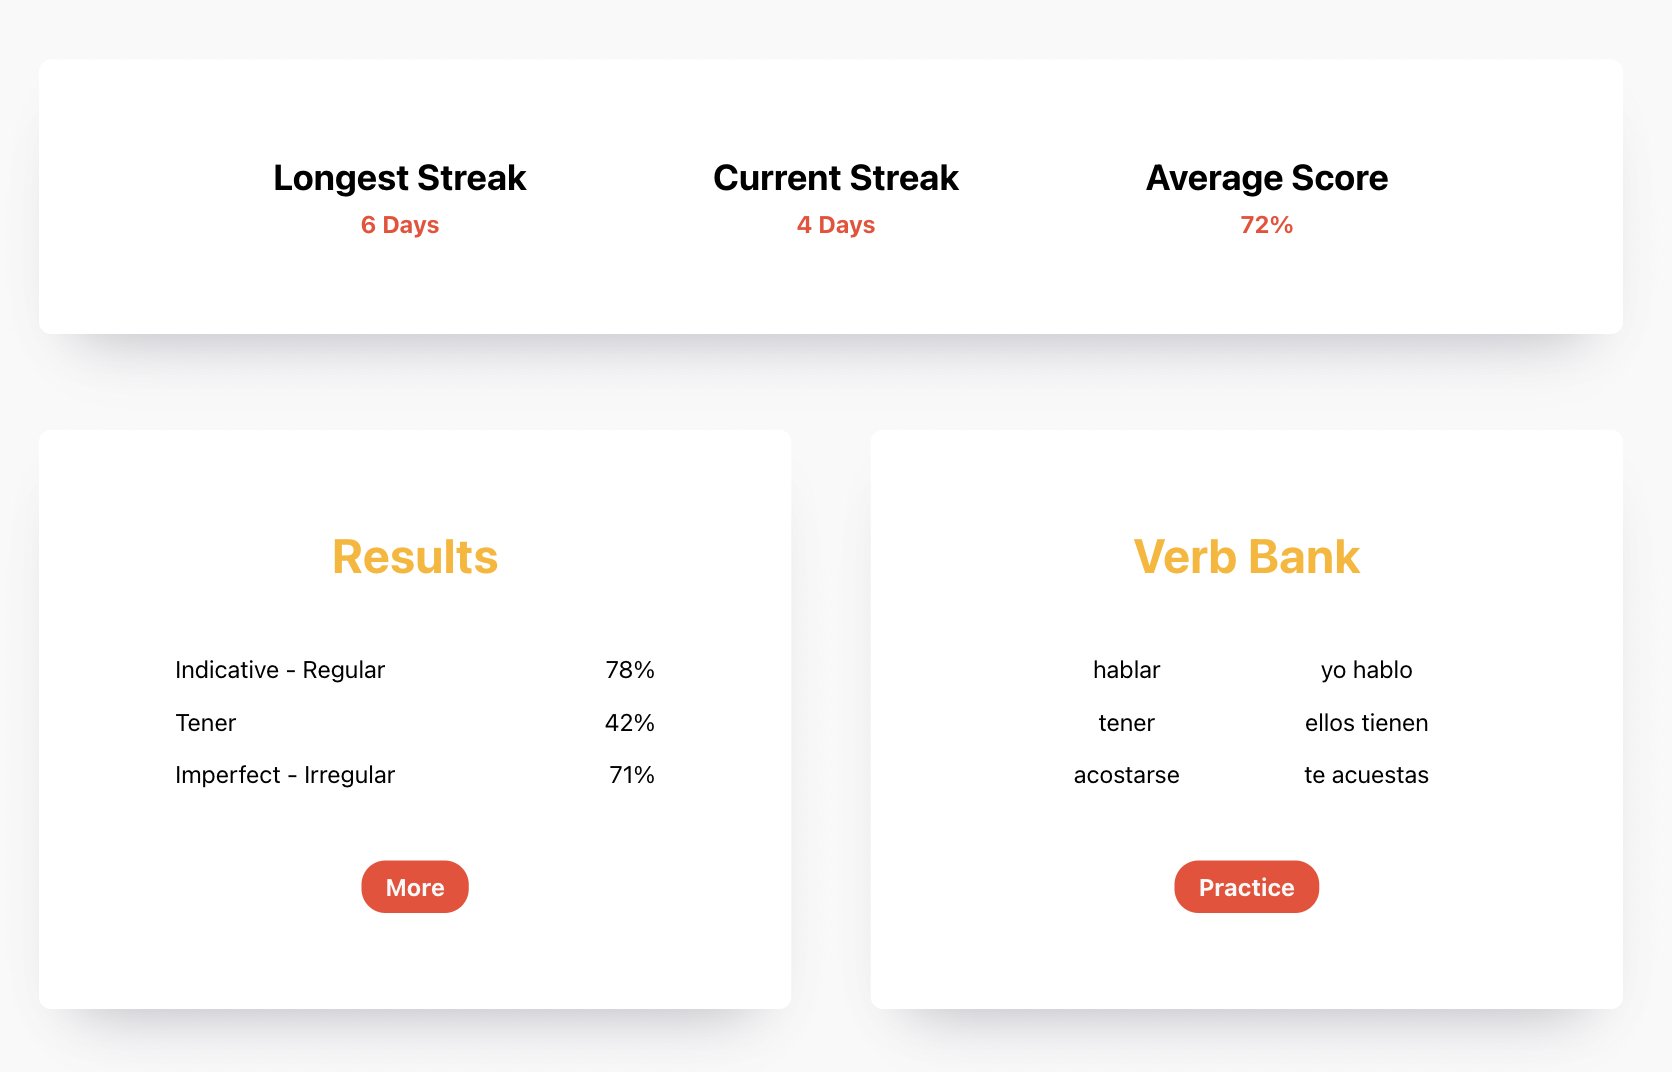 Longest Streak
6 Days
Current Streak
4 Days
Average Score
72%
Results
Indicative - Regular 78%
Tener 42%
Imperfect - Irregular 71%
More
Verb Bank
hablar yo hablo
tener ellos tienen
acostarse te acuestas
Practice